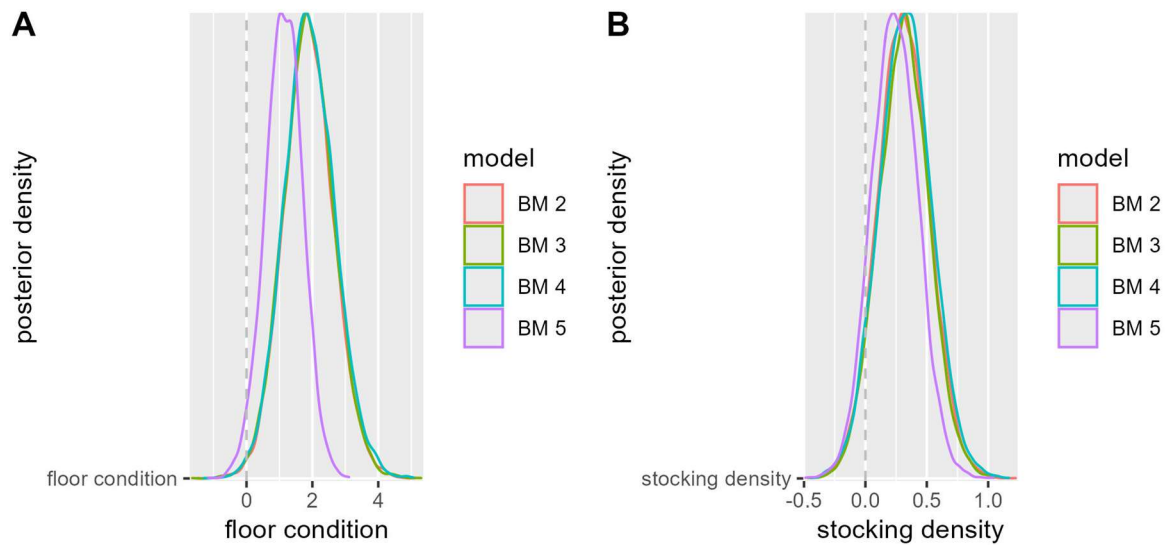 A
posterior density
floor condition
0 2 4
floor condition
model
BM 2
BM 3
BM 4
BM 5
B
posterior density
stocking density
-0.5 0.0 0.5 1.0
stocking density
model
BM 2
BM 3
BM 4
BM 5